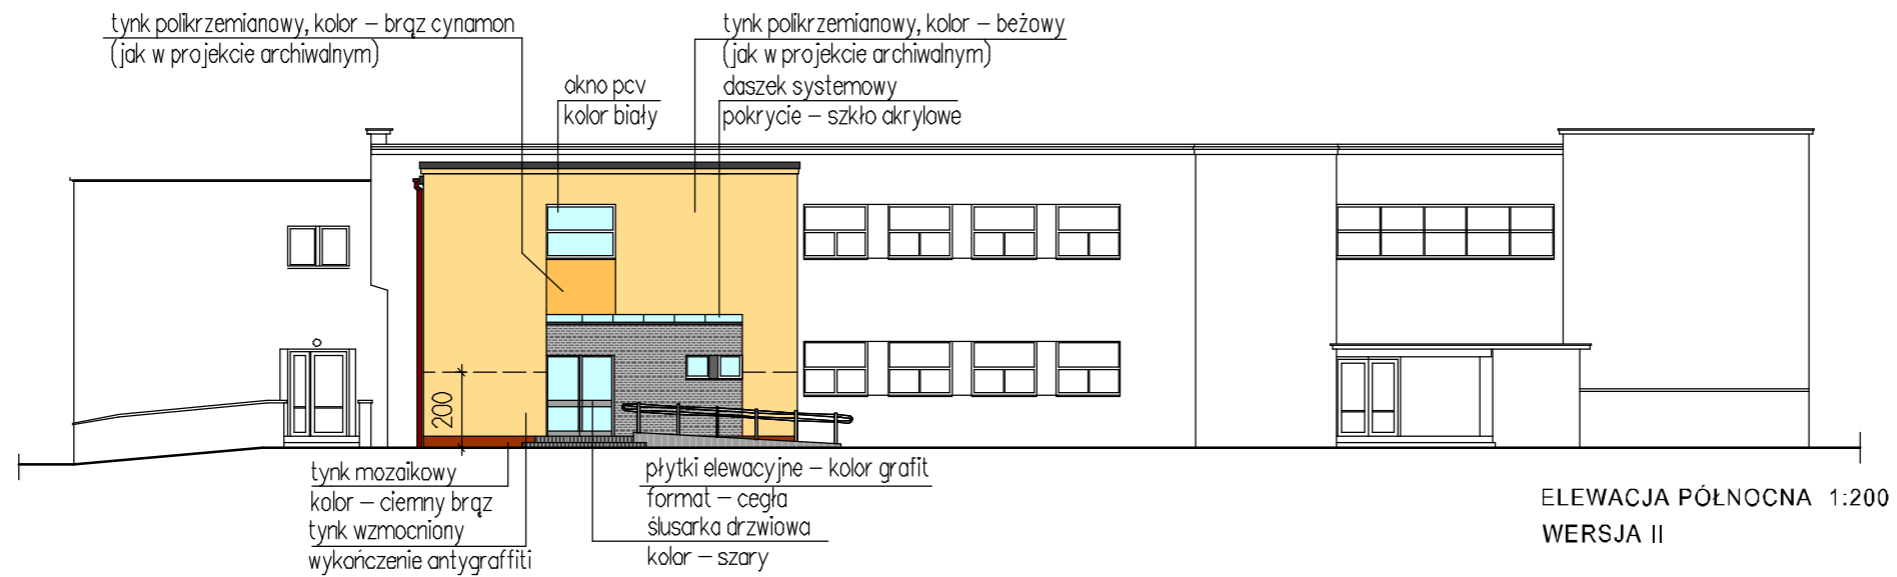 tynk polikrzemianowy, kolor – brąz cynamon
(jak w projekcie archiwalnym)
tynk polikrzemianowy, kolor – beżowy
(jak w projekcie archiwalnym)
okno pcv
kolor biały
daszek systemowy
pokrycie – szkło akrylowe
200
tynk mozaikowy
kolor – ciemny brąz
tynk wzmocniony
wykończenie antygraffiti
płytki elewacyjne – kolor grafit
format – cegła
ślusarka drzwiowa
kolor – szary
ELEWACJA PÓŁNOCNA 1:200
WERSJA II